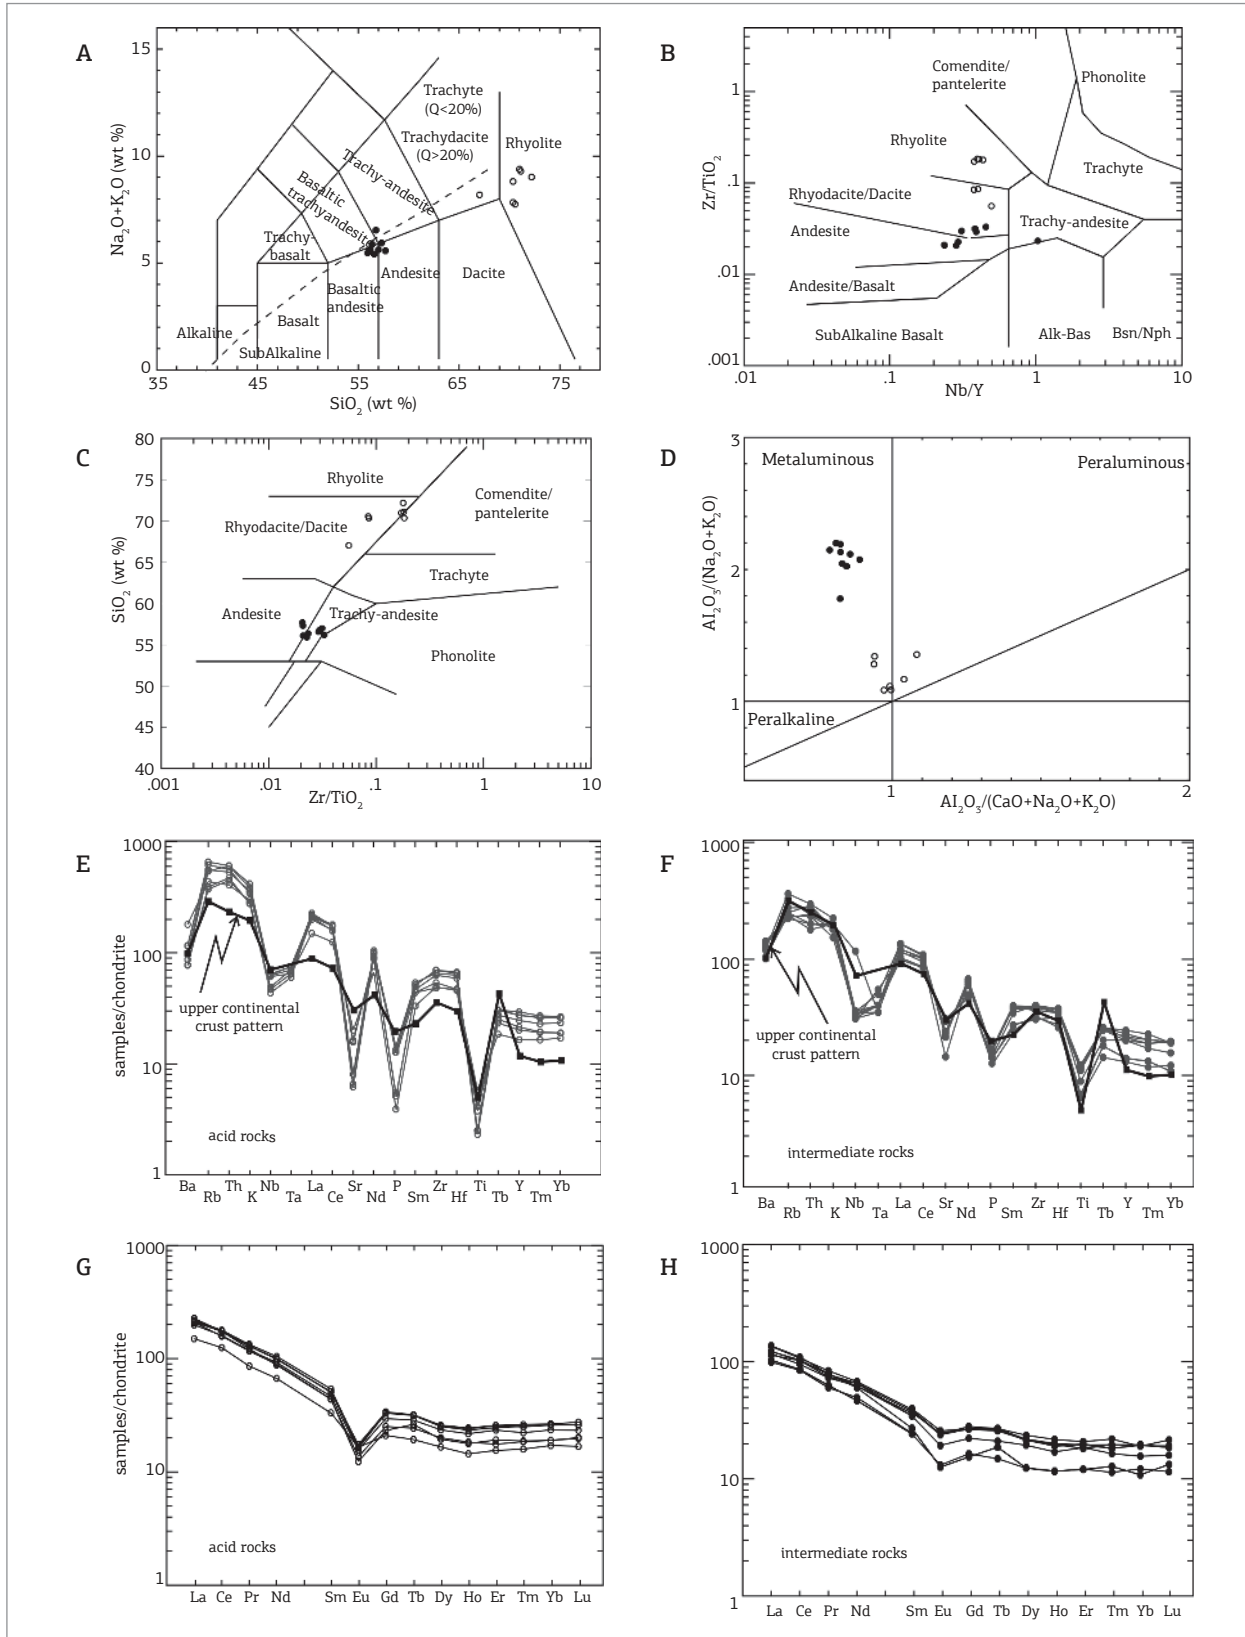 A
15
10
5
0
35
45
55
65
75
Na₂O+K₂O (wt %)
SiO₂ (wt %)
Trachyte
(Q<20%)
Trachydacite
(Q>20%)
Rhyolite
Trachy-andesite
Basaltic
trachyandesite
Trachy-
basalt
Andesite
Dacite
Basaltic
andesite
Basalt
Alkaline
SubAlkaline
B
1
.1
.01
.001
.01
.1
1
10
Zr/TiO₂
Nb/Y
Comendite/
pantelerite
Phonolite
Rhyolite
Trachyte
Rhyodacite/Dacite
Trachy-andesite
Andesite
Andesite/Basalt
SubAlkaline Basalt
Alk-Bas
Bsn/Nph
C
80
75
70
65
60
55
50
45
40
.001
.01
.1
1
10
SiO₂ (wt %)
Zr/TiO₂
Rhyolite
Comendite/
pantelerite
Rhyodacite/Dacite
Trachyte
Andesite
Trachy-andesite
Phonolite
D
3
2
1
1
2
Al₂O₃/(Na₂O+K₂O)
Al₂O₃/(CaO+Na₂O+K₂O)
Metaluminous
Peraluminous
Peralkaline
E
1000
100
10
1
samples/chondrite
upper continental
crust pattern
acid rocks
Ba Rb Th K Nb Ta La Ce Sr Nd P Sm Zr Hf Ti Tb Y Tm Yb
F
1000
100
10
1
upper continental
crust pattern
intermediate rocks
Ba Rb Th K Nb Ta La Ce Sr Nd P Sm Zr Hf Ti Tb Y Tm Yb
G
1000
100
10
1
samples/chondrite
acid rocks
La Ce Pr Nd Sm Eu Gd Tb Dy Ho Er Tm Yb Lu
H
1000
100
10
1
intermediate rocks
La Ce Pr Nd Sm Eu Gd Tb Dy Ho Er Tm Yb Lu